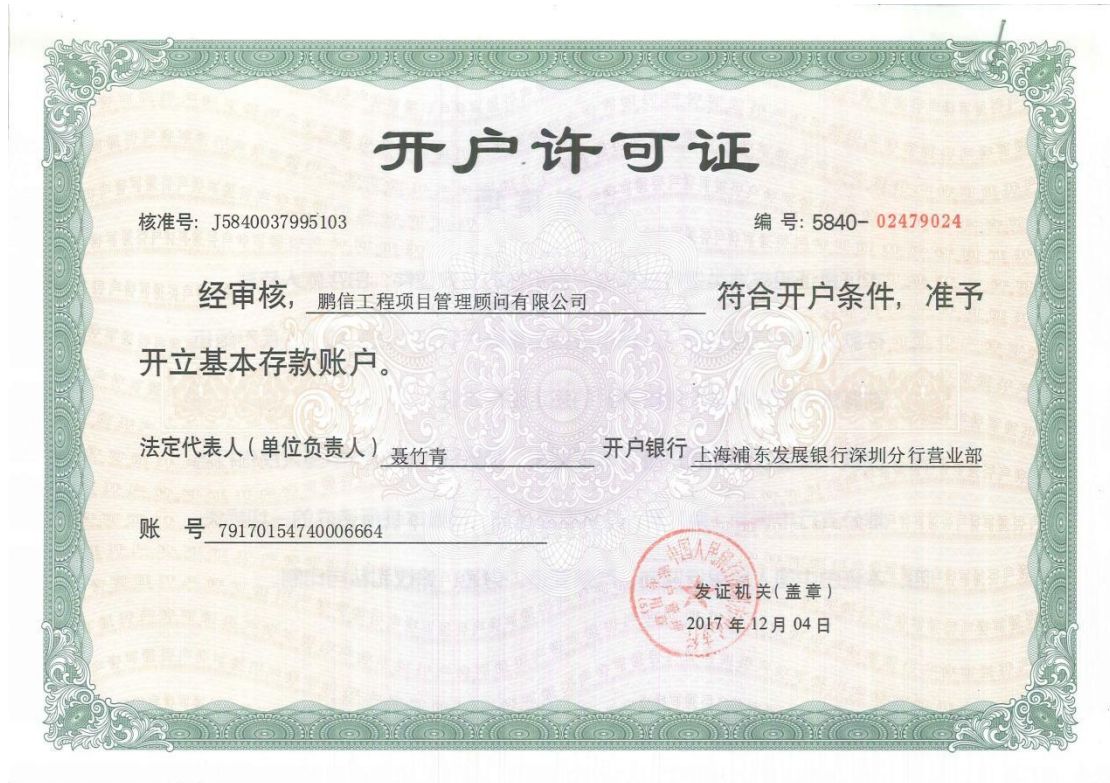 开户许可证
核准号: J5840037995103 编 号: 5840- 02479024
经审核, 鹏信工程项目管理顾问有限公司 符合开户条件, 准予
开立基本存款账户。
法定代表人(单位负责人) 聂竹青 开户银行 上海浦东发展银行深圳分行营业部
账 号 79170154740006664
发证机关(盖章)
2017 年 12 月 04 日